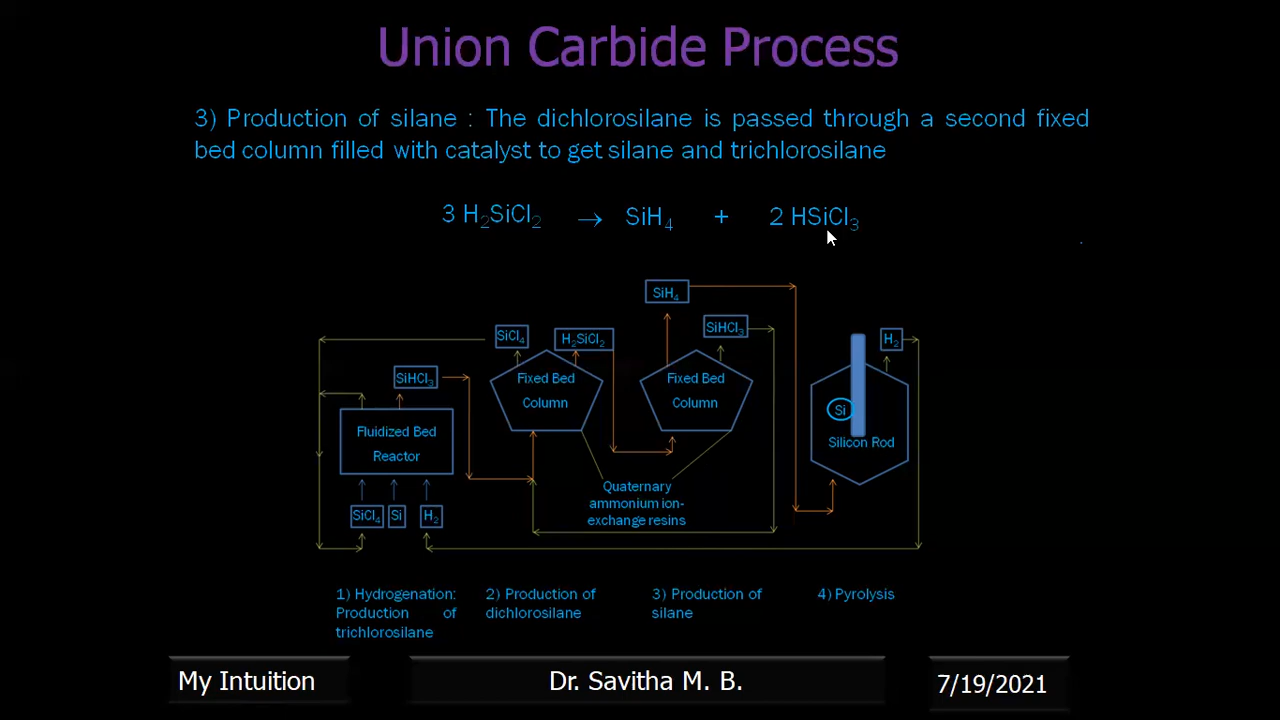 Union Carbide Process
3) Production of silane : The dichlorosilane is passed through a second fixed
bed column filled with catalyst to get silane and trichlorosilane
3 H₂SiCl₂ → SiH₄ + 2 HSiCl₃
SiH₄
SiHCl₃
SiCl₄
H₂SiCl₂
H₂
SiHCl₃
Fixed Bed
Column
Fixed Bed
Column
Si
Silicon Rod
Fluidized Bed
Reactor
Quaternary
ammonium ion-
exchange resins
SiCl₄
Si
H₂
1) Hydrogenation:
Production of
trichlorosilane
2) Production of
dichlorosilane
3) Production of
silane
4) Pyrolysis
My Intuition
Dr. Savitha M. B.
7/19/2021